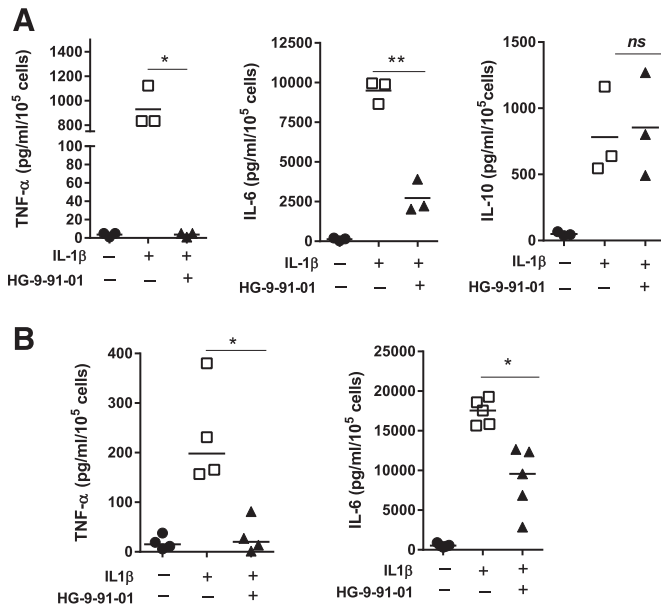 A
TNF-α (pg/ml/10⁵ cells)
1400
1200
1000
800
100
80
60
40
20
0
*
IL-1β – + +
HG-9-91-01 – – +
IL-6 (pg/ml/10⁵ cells)
10000
7500
5000
2500
0
**
IL-1β – + +
HG-9-91-01 – – +
IL-10 (pg/ml/10⁵cells)
1500
1000
500
0
ns
IL-1β – + +
HG-9-91-01 – – +
B
TNF-α (pg/ml/10⁵ cells)
400
300
200
100
0
*
IL1β – + +
HG-9-91-01 – – +
IL-6 (pg/ml/10⁵ cells)
25000
20000
15000
10000
5000
0
*
IL1β – + +
HG-9-91-01 – – +